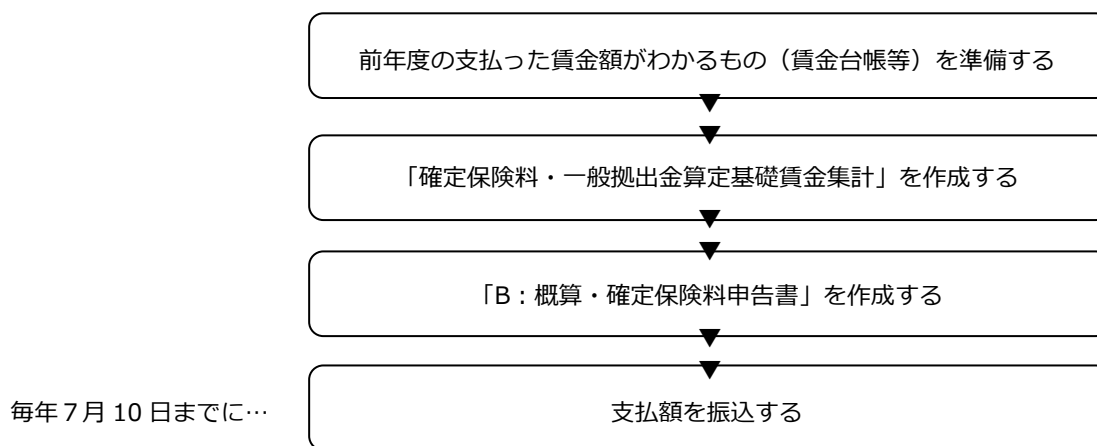 前年度の支払った賃金額がわかるもの（賃金台帳等）を準備する
「確定保険料・一般拠出金算定基礎賃金集計」を作成する
「B：概算・確定保険料申告書」を作成する
毎年７月 10 日までに… 支払額を振込する